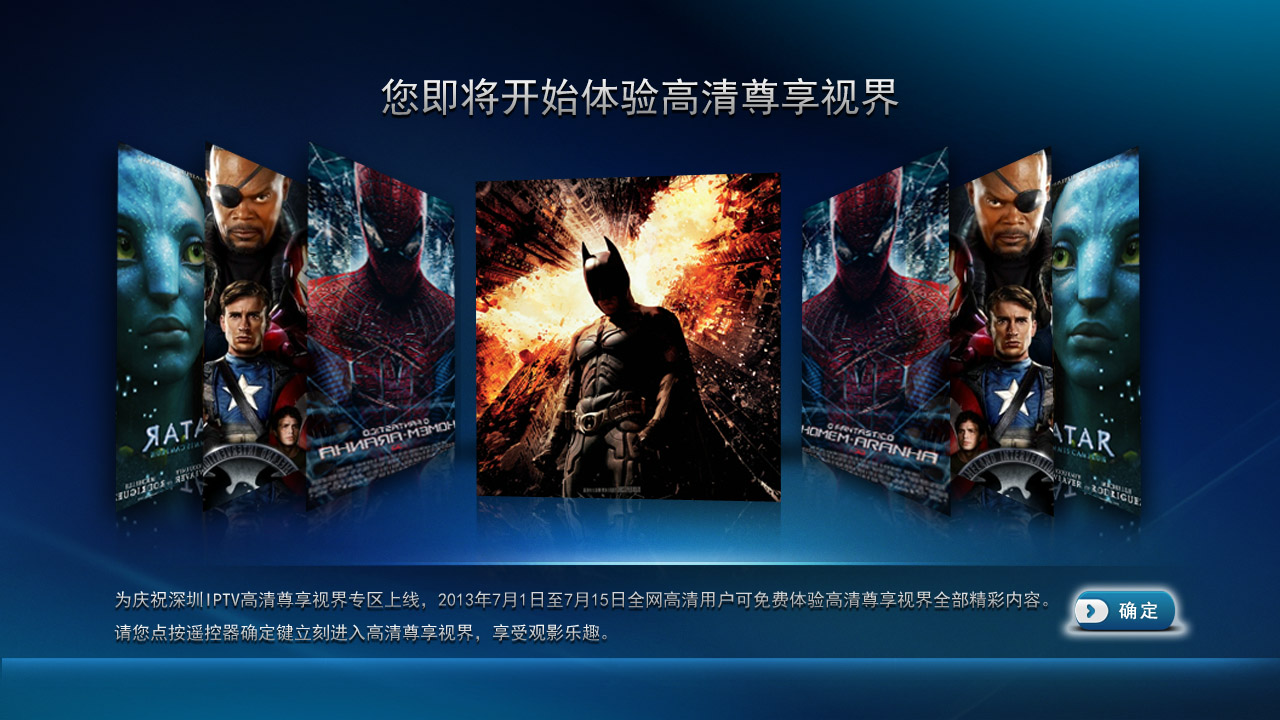 您即将开始体验高清尊享视界
ATAR
O FANTÁSTICO
HOMEM-ARANHA
为庆祝深圳IPTV高清尊享视界专区上线，2013年7月1日至7月15日全网高清用户可免费体验高清尊享视界全部精彩内容。
请您点按遥控器确定键立刻进入高清尊享视界，享受观影乐趣。
确定